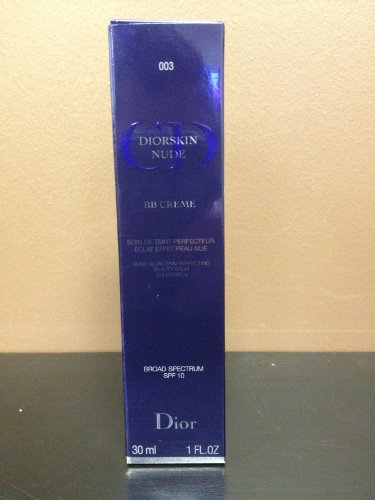 003
CD
DIORSKIN
NUDE
BB CREME
SOIN DE TEINT PERFECTEUR
ECLAT EFFET PEAU NUE
NUDE GLOW SKIN-PERFECTING
BEAUTY BALM
SUNSCREEN
BROAD SPECTRUM
SPF 10
Dior
30 ml 1 FL.OZ